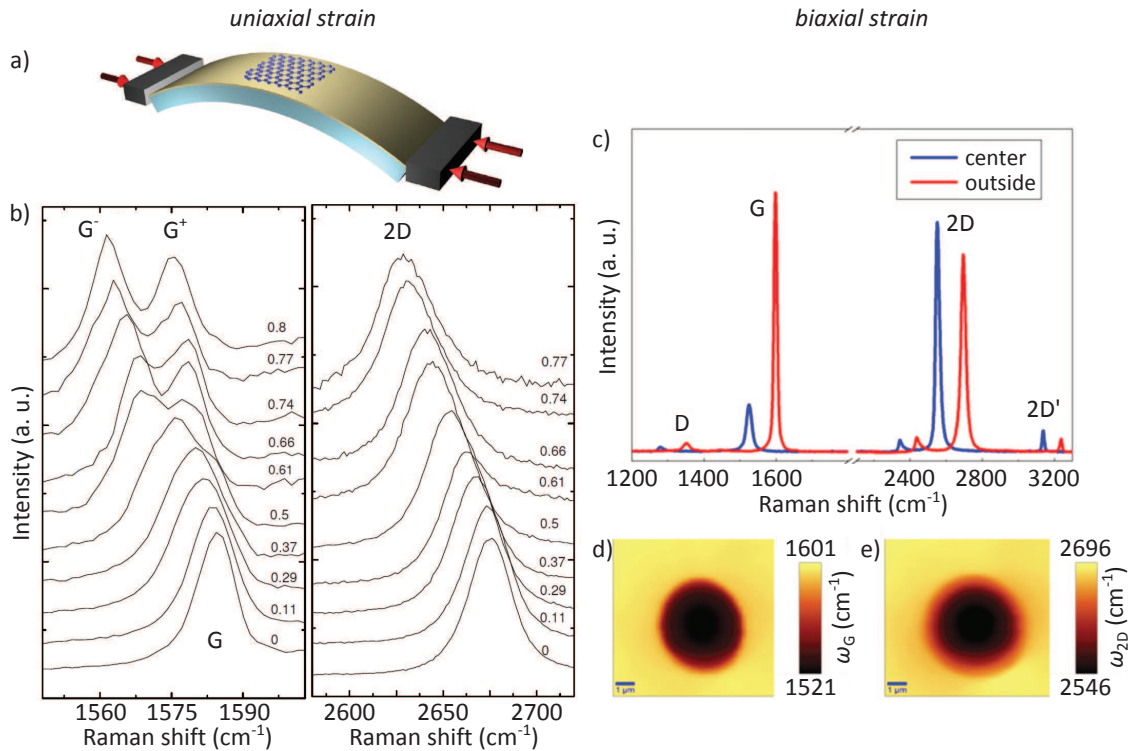 uniaxial strain
biaxial strain
a)
b)
G⁻
G⁺
0.8
0.77
0.74
0.66
0.61
0.5
0.37
0.29
0.11
0
G
1560
1575
1590
Raman shift (cm⁻¹)
Intensity (a. u.)
2D
0.77
0.74
0.66
0.61
0.5
0.37
0.29
0.11
0
2600
2650
2700
Raman shift (cm⁻¹)
c)
center
outside
G
2D
D
2D'
Intensity (a. u.)
1200
1400
1600
2400
2800
3200
Raman shift (cm⁻¹)
d)
1601
ω_G (cm⁻¹)
1521
1 µm
e)
2696
ω_2D (cm⁻¹)
2546
1 µm